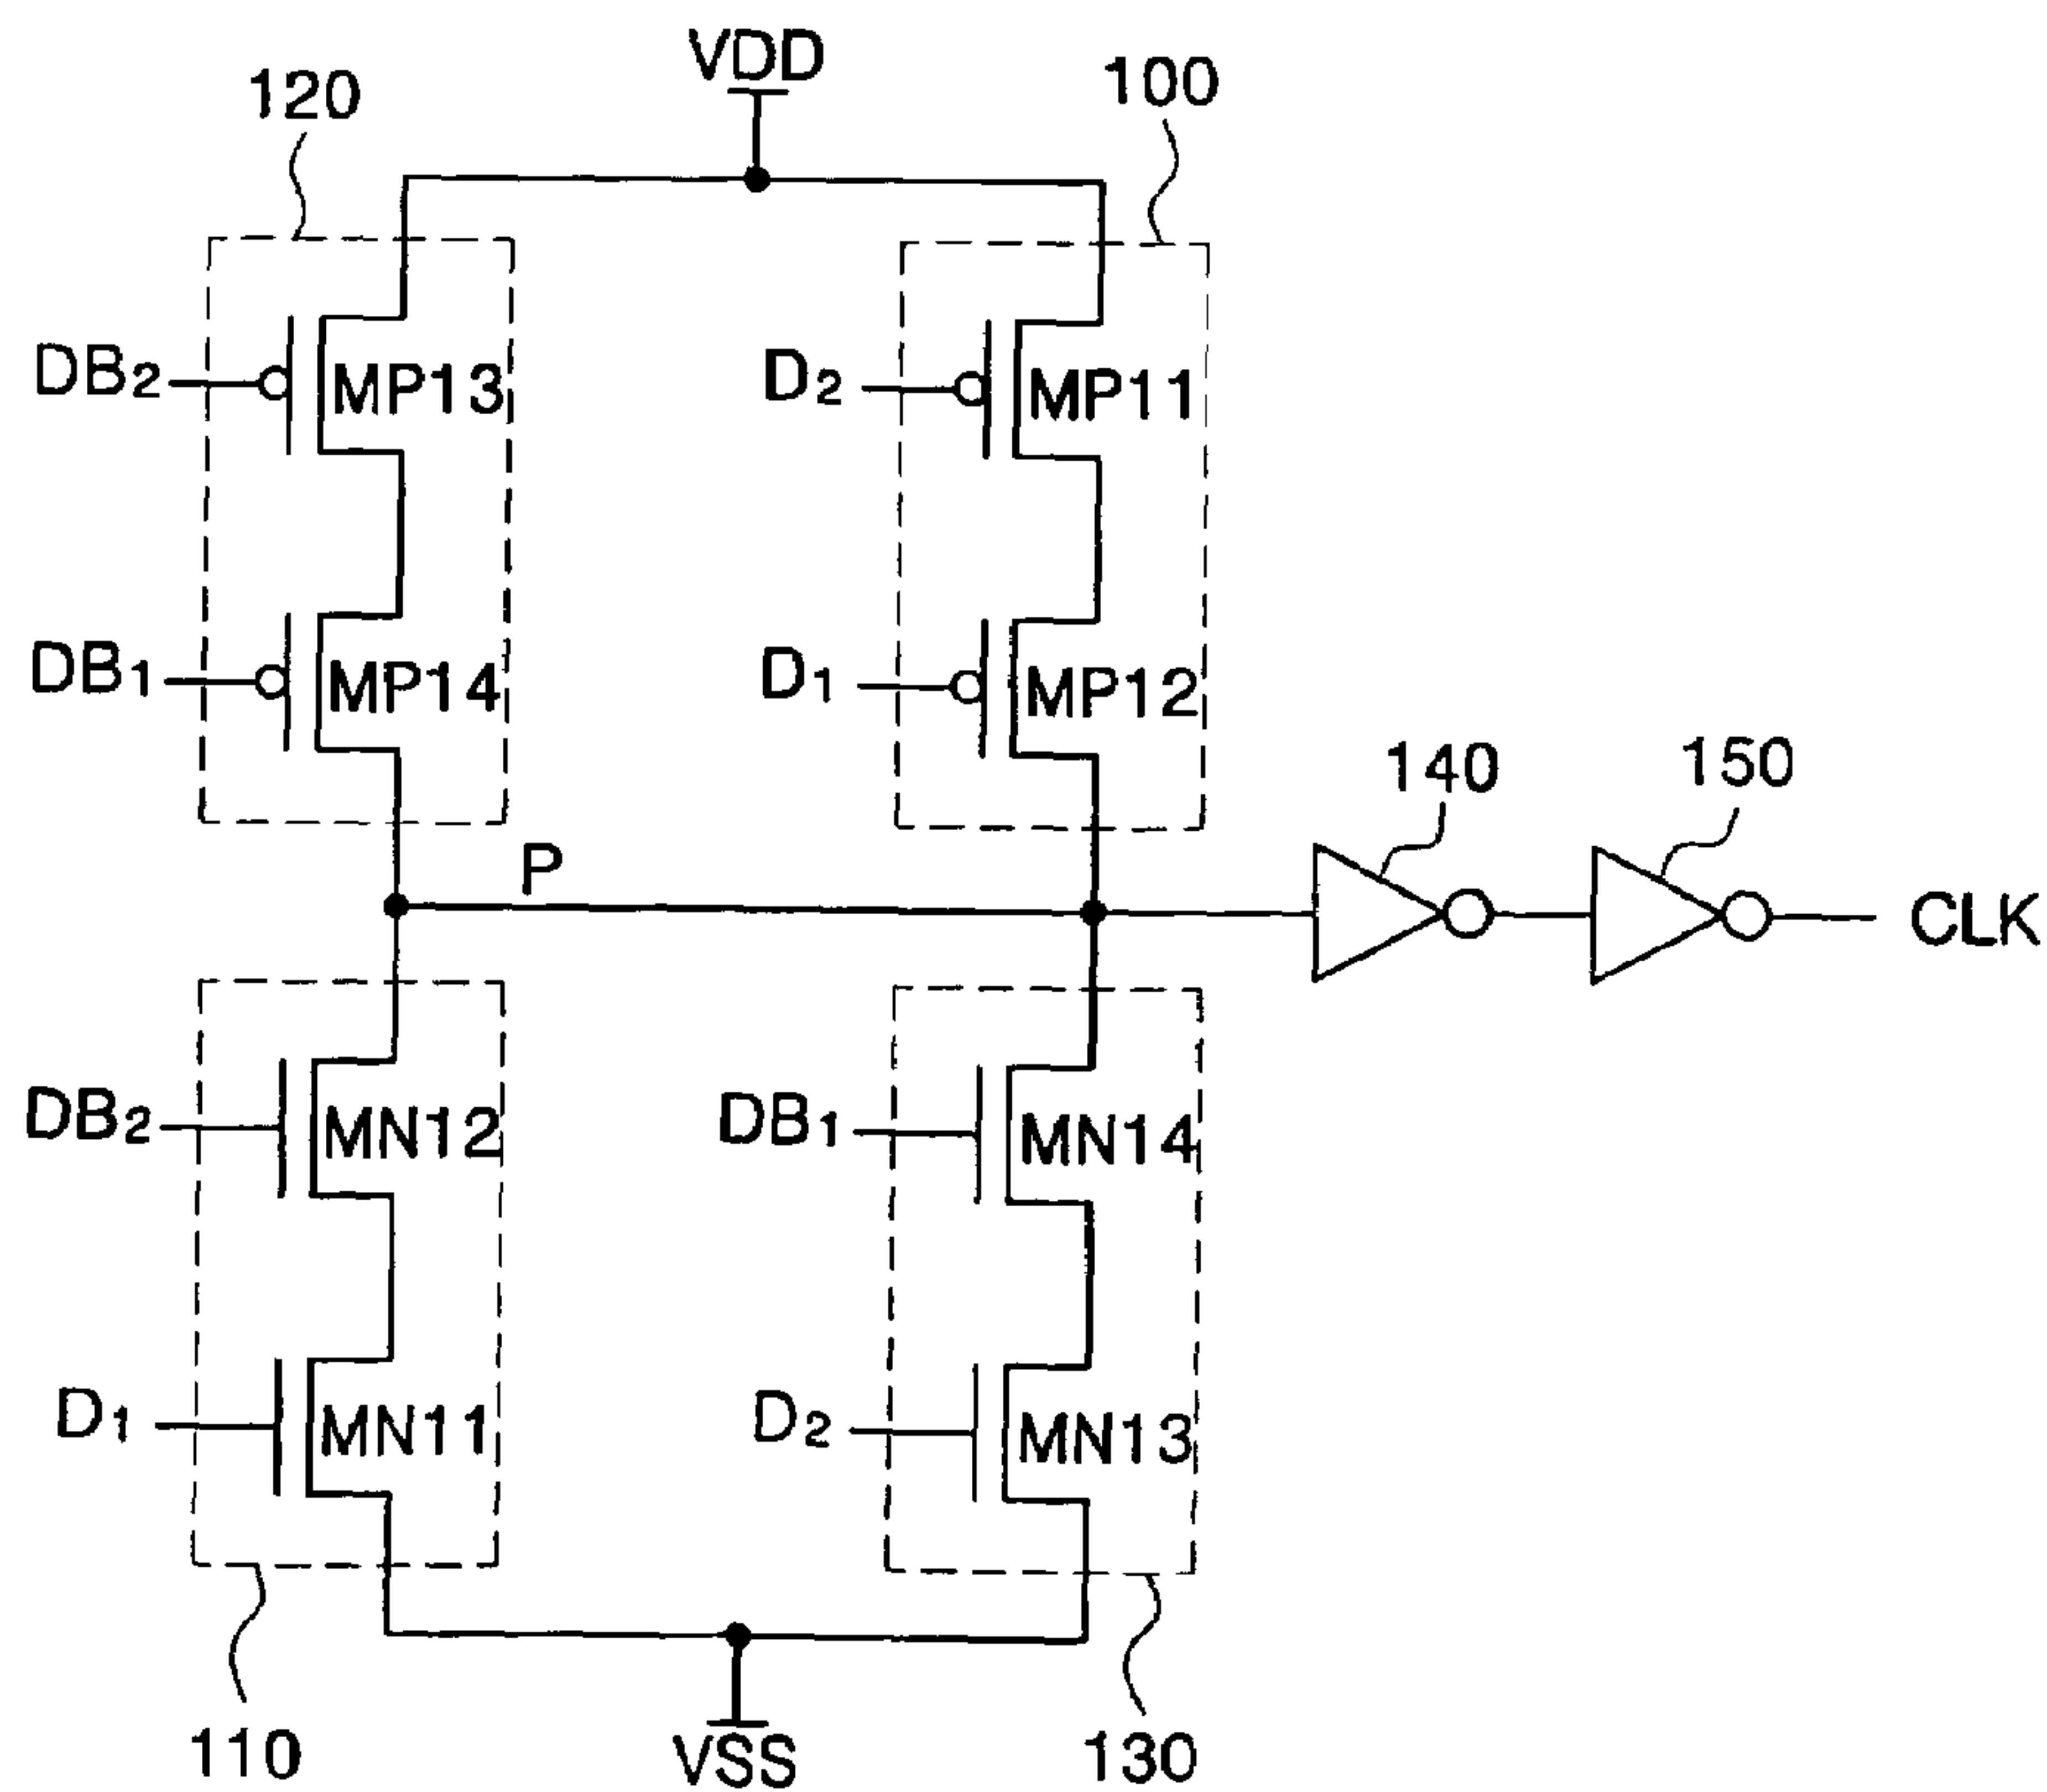 VDD
120
100
DB2
MP13
D2
MP11
DB1
MP14
D1
MP12
140
150
P
CLK
DB2
MN12
DB1
MN14
D1
MN11
D2
MN13
110
VSS
130